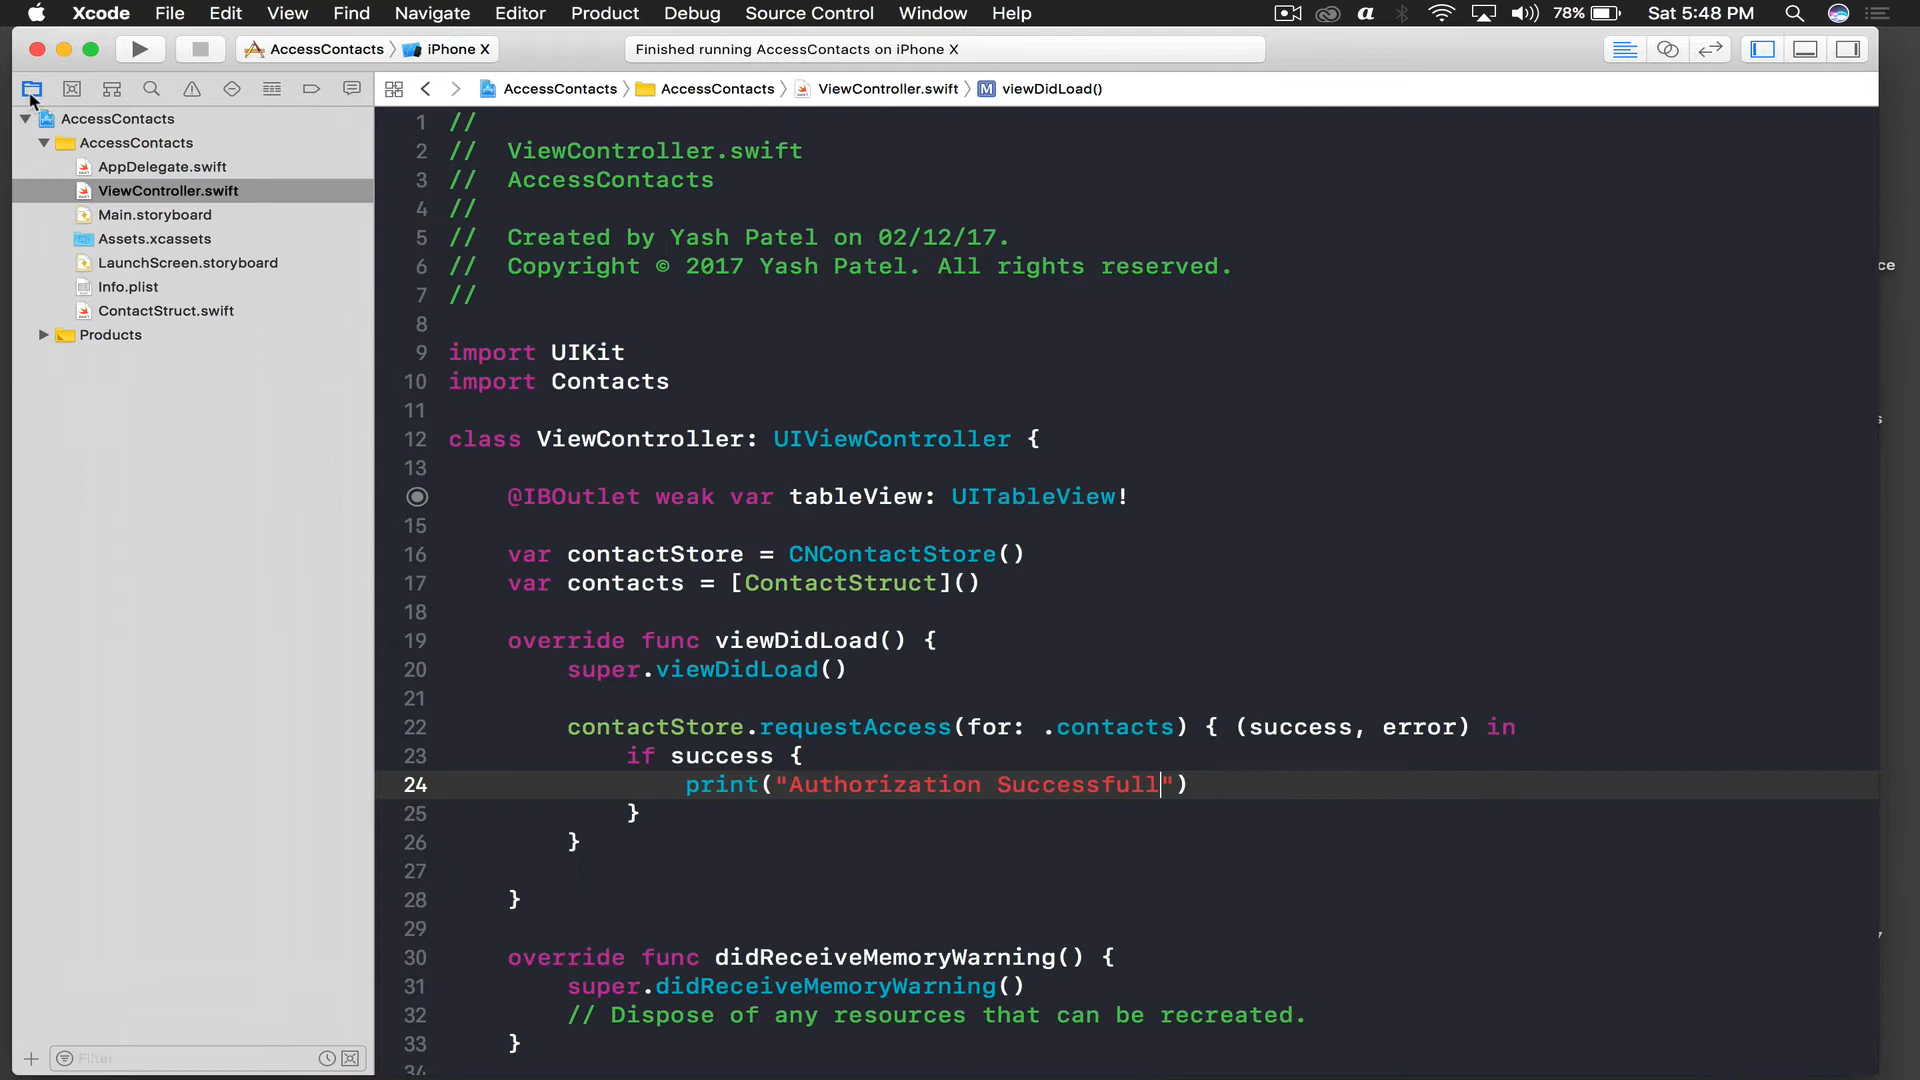 Xcode File Edit View Find Navigate Editor Product Debug Source Control Window Help 78% Sat 5:48 PM
AccessContacts iPhone X Finished running AccessContacts on iPhone X
AccessContacts AccessContacts ViewController.swift M viewDidLoad()
AccessContacts
AccessContacts
AppDelegate.swift
ViewController.swift
Main.storyboard
Assets.xcassets
LaunchScreen.storyboard
Info.plist
ContactStruct.swift
Products
Filter
1 //
2 // ViewController.swift
3 // AccessContacts
4 //
5 // Created by Yash Patel on 02/12/17.
6 // Copyright © 2017 Yash Patel. All rights reserved.
7 //
8
9 import UIKit
10 import Contacts
11
12 class ViewController: UIViewController {
13
@IBOutlet weak var tableView: UITableView!
15
16 var contactStore = CNContactStore()
17 var contacts = [ContactStruct]()
18
19 override func viewDidLoad() {
20 super.viewDidLoad()
21
22 contactStore.requestAccess(for: .contacts) { (success, error) in
23 if success {
24 print("Authorization Successfull")
25 }
26 }
27
28 }
29
30 override func didReceiveMemoryWarning() {
31 super.didReceiveMemoryWarning()
32 // Dispose of any resources that can be recreated.
33 }
34
ce
s